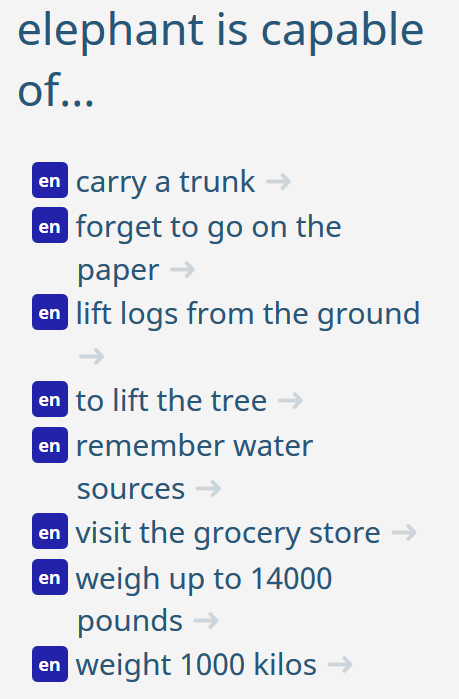 elephant is capable
of...
en carry a trunk →
en forget to go on the
paper →
en lift logs from the ground
→
en to lift the tree →
en remember water
sources →
en visit the grocery store →
en weigh up to 14000
pounds →
en weight 1000 kilos →